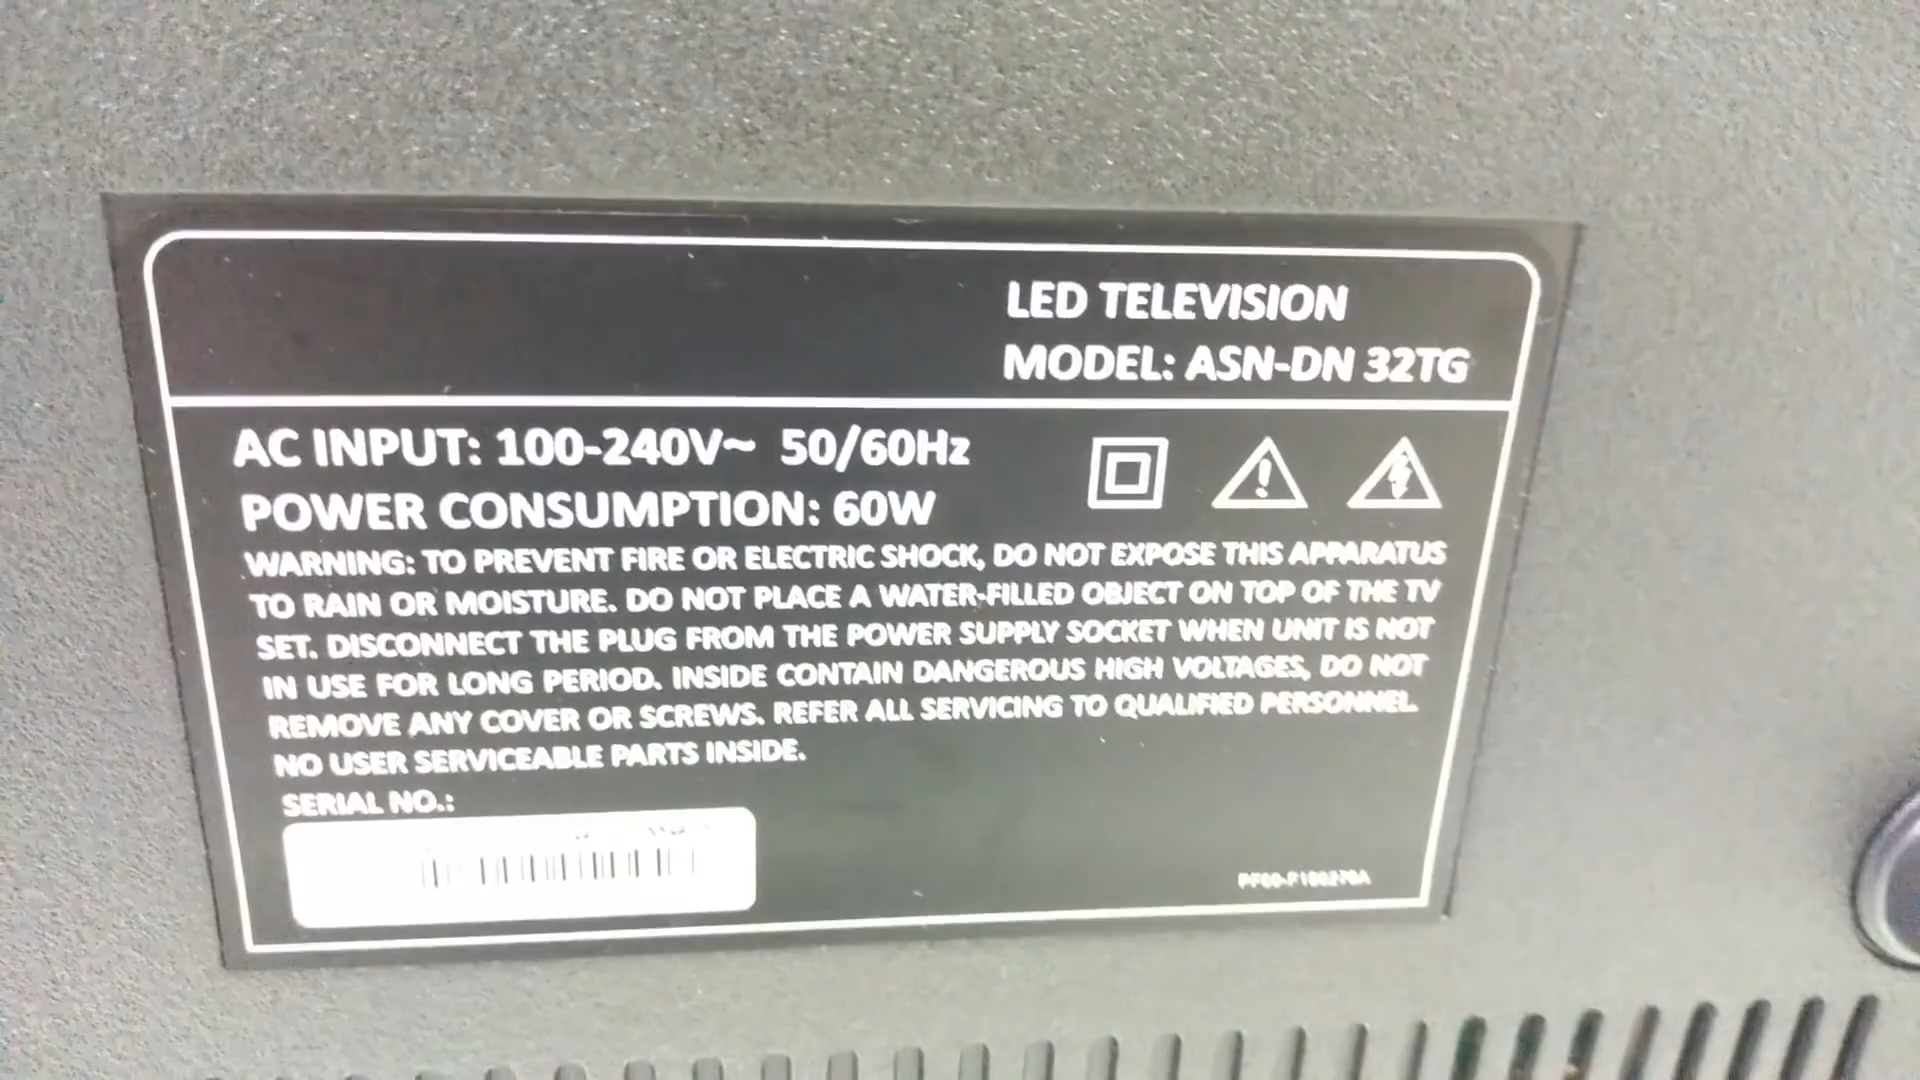 LED TELEVISION
MODEL: ASN-DN 32TG
AC INPUT: 100-240V~ 50/60Hz
POWER CONSUMPTION: 60W
WARNING: TO PREVENT FIRE OR ELECTRIC SHOCK, DO NOT EXPOSE THIS APPARATUS
TO RAIN OR MOISTURE. DO NOT PLACE A WATER-FILLED OBJECT ON TOP OF THE TV
SET. DISCONNECT THE PLUG FROM THE POWER SUPPLY SOCKET WHEN UNIT IS NOT
IN USE FOR LONG PERIOD. INSIDE CONTAIN DANGEROUS HIGH VOLTAGES, DO NOT
REMOVE ANY COVER OR SCREWS. REFER ALL SERVICING TO QUALIFIED PERSONNEL.
NO USER SERVICEABLE PARTS INSIDE.
SERIAL NO.: